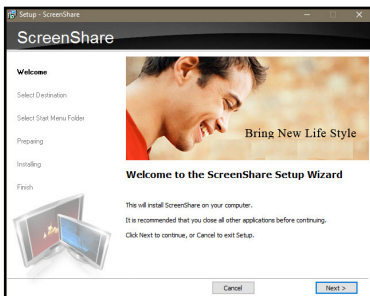 Setup - ScreenShare
ScreenShare
Welcome
Select Destination
Select Start Menu Folder
Preparing
Installing
Finish
Bring New Life Style
Welcome to the ScreenShare Setup Wizard
This will install ScreenShare on your computer.
It is recommended that you close all other applications before continuing.
Click Next to continue, or Cancel to exit Setup.
Cancel
Next >